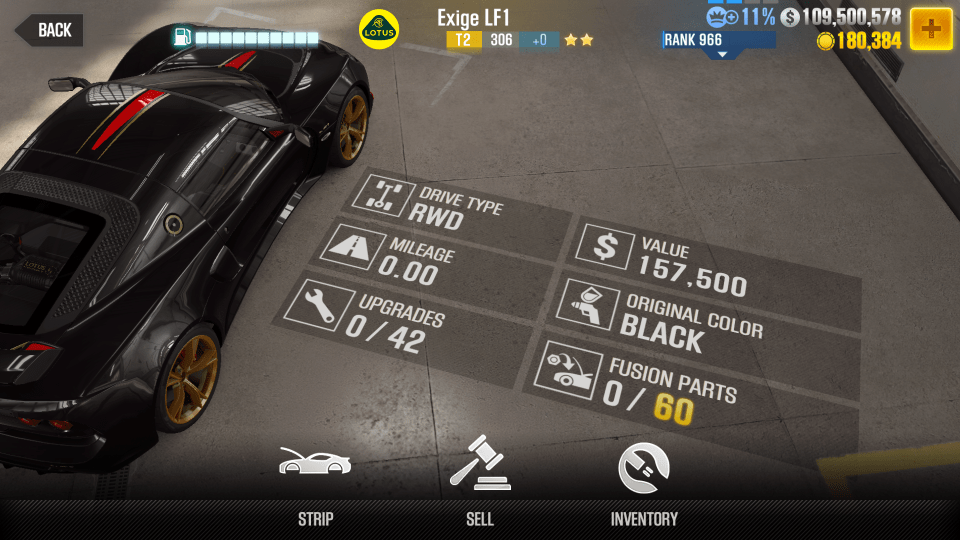 BACK
LOTUS
Exige LF1
T2 306 +0
11%
109,500,578
RANK 966
180,384
DRIVE TYPE
RWD
MILEAGE
0.00
UPGRADES
0 / 42
VALUE
157,500
ORIGINAL COLOR
BLACK
FUSION PARTS
0 / 60
STRIP
SELL
INVENTORY